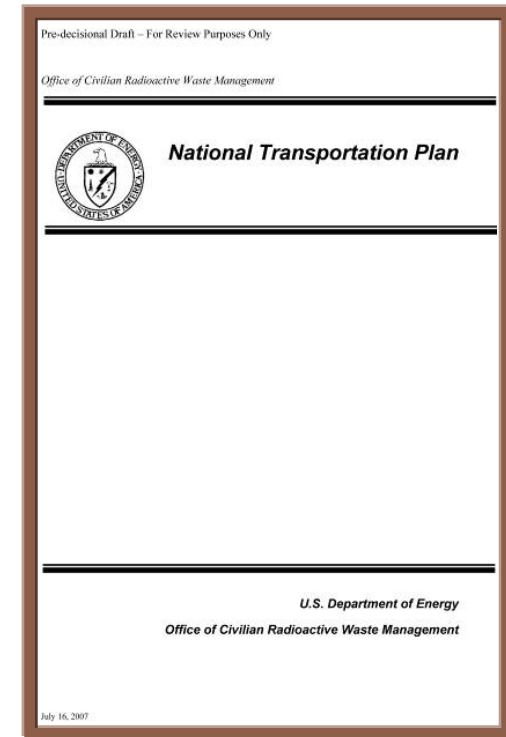 Pre-decisional Draft – For Review Purposes Only
Office of Civilian Radioactive Waste Management
DEPARTMENT OF ENERGY
UNITED STATES OF AMERICA
National Transportation Plan
U.S. Department of Energy
Office of Civilian Radioactive Waste Management
July 16, 2007